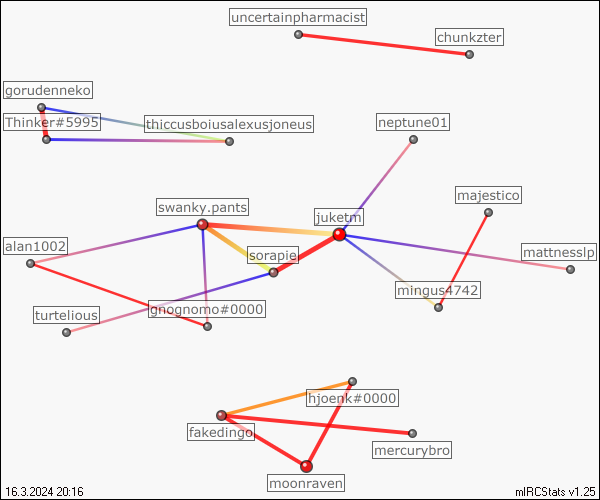 uncertainpharmacist
chunkzter
gorudenneko
Thinker#5995
thiccusboiusalexusjoneus
neptune01
majestico
swanky.pants
juketm
alan1002
sorapie
mattnesslp
mingus4742
turtelious
gnognomo#0000
hjoenk#0000
fakedingo
mercurybro
moonraven
16.3.2024 20:16
mIRCStats v1.25